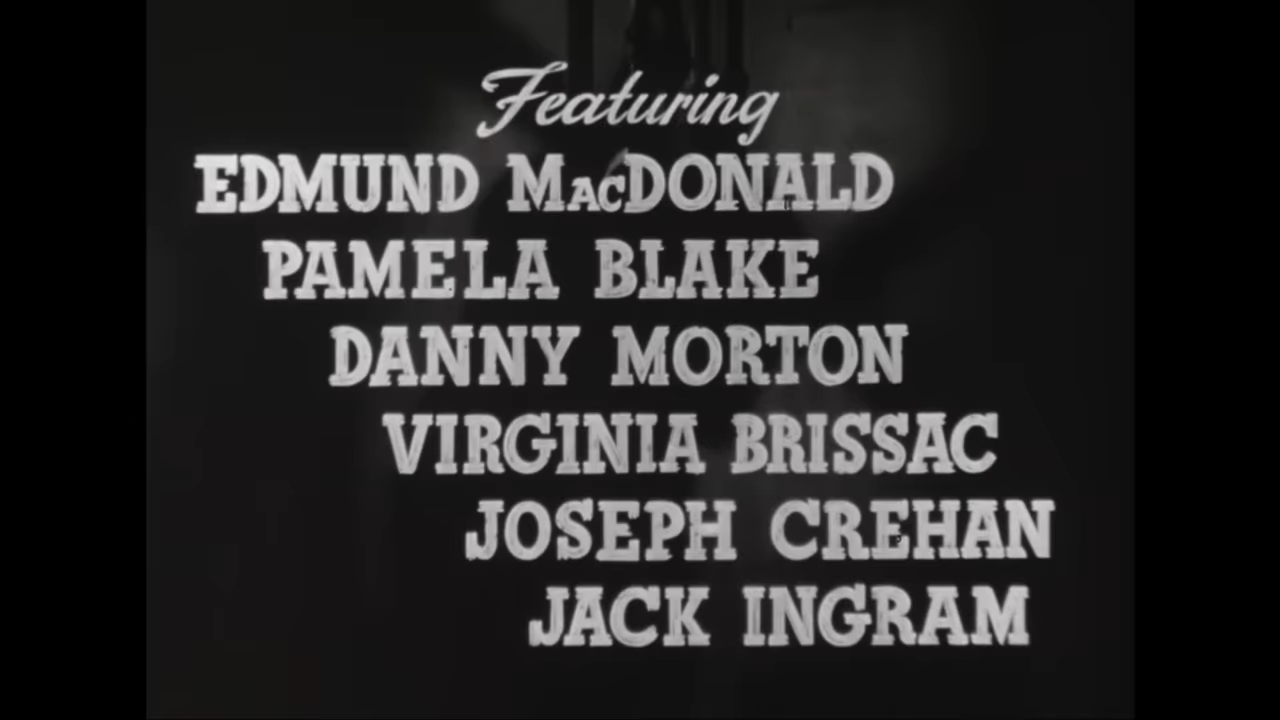 Featuring
EDMUND MACDONALD
PAMELA BLAKE
DANNY MORTON
VIRGINIA BRISSAC
JOSEPH CREHAN
JACK INGRAM